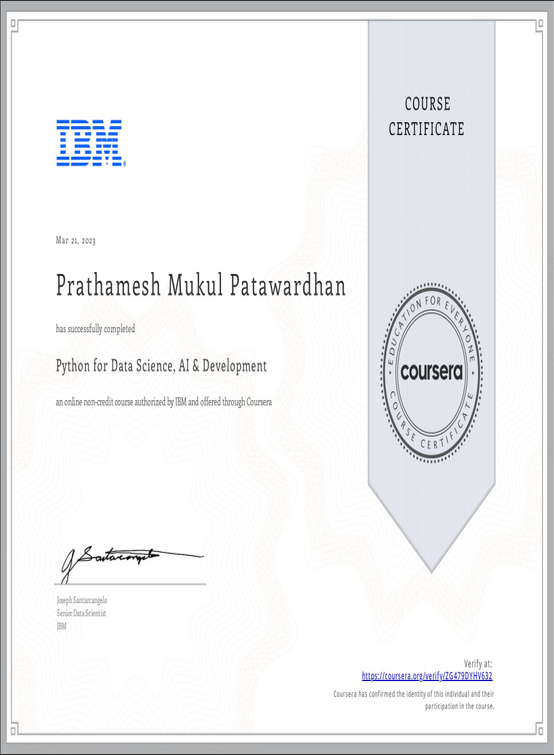 COURSE
CERTIFICATE
IBM
Mar 21, 2023
Prathamesh Mukul Patawardhan
has successfully completed
Python for Data Science, AI & Development
an online non-credit course authorized by IBM and offered through Coursera
EDUCATION FOR EVERYONE
coursera
COURSE CERTIFICATE
J Santarcangelo
Joseph Santarcangelo
Senior Data Scientist
IBM
Verify at:
https://coursera.org/verify/ZG479DYHV632
Coursera has confirmed the identity of this individual and their
participation in the course.